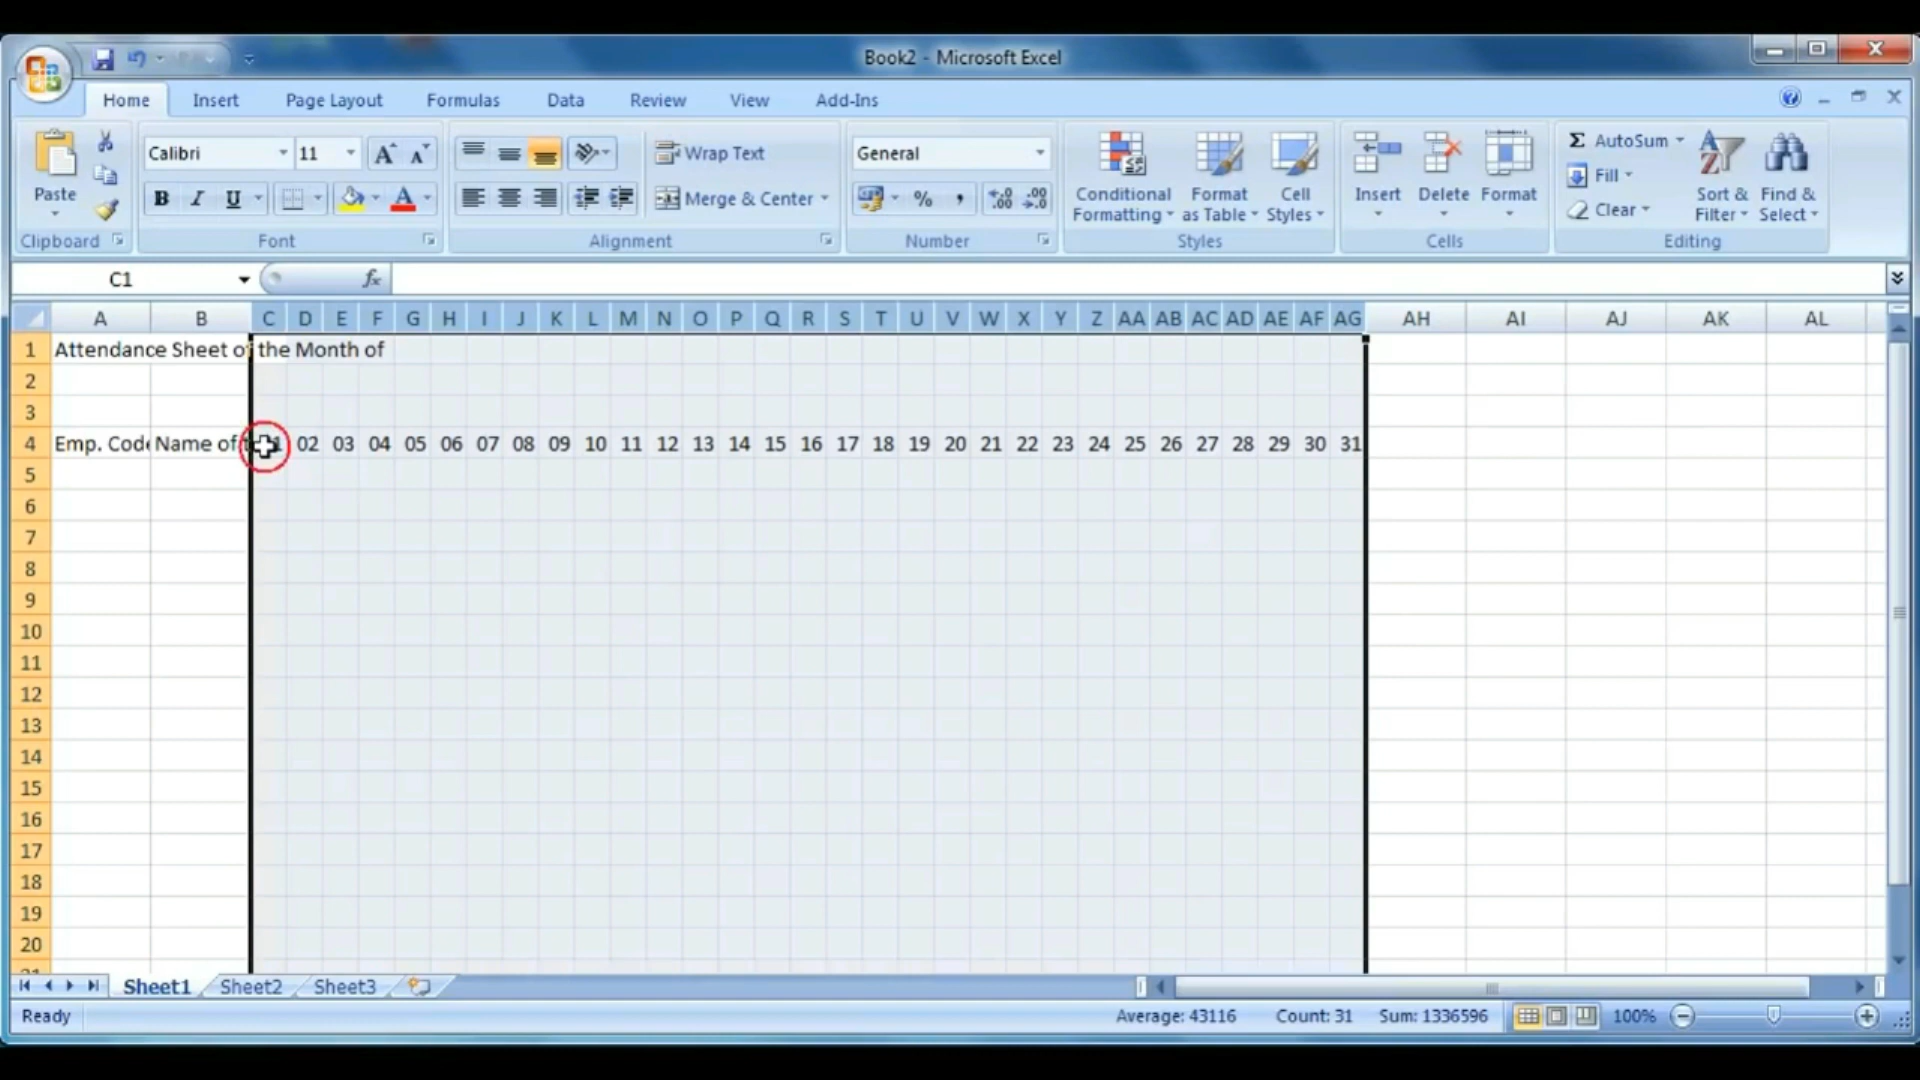 Book2 - Microsoft Excel
Home Insert Page Layout Formulas Data Review View Add-Ins
Paste
Clipboard
Calibri 11
B I U
Font
Wrap Text
Merge & Center
Alignment
General
% ,
Number
Conditional Formatting
Format as Table
Cell Styles
Styles
Insert Delete Format
Cells
Σ AutoSum
Fill
Clear
Sort & Filter
Find & Select
Editing
C1 fx
A B C D E F G H I J K L M N O P Q R S T U V W X Y Z AA AB AC AD AE AF AG AH AI AJ AK AL
1 Attendance Sheet of the Month of
2
3
4 Emp. Code Name of 02 03 04 05 06 07 08 09 10 11 12 13 14 15 16 17 18 19 20 21 22 23 24 25 26 27 28 29 30 31
5
6
7
8
9
10
11
12
13
14
15
16
17
18
19
20
Sheet1 Sheet2 Sheet3
Ready Average: 43116 Count: 31 Sum: 1336596 100%